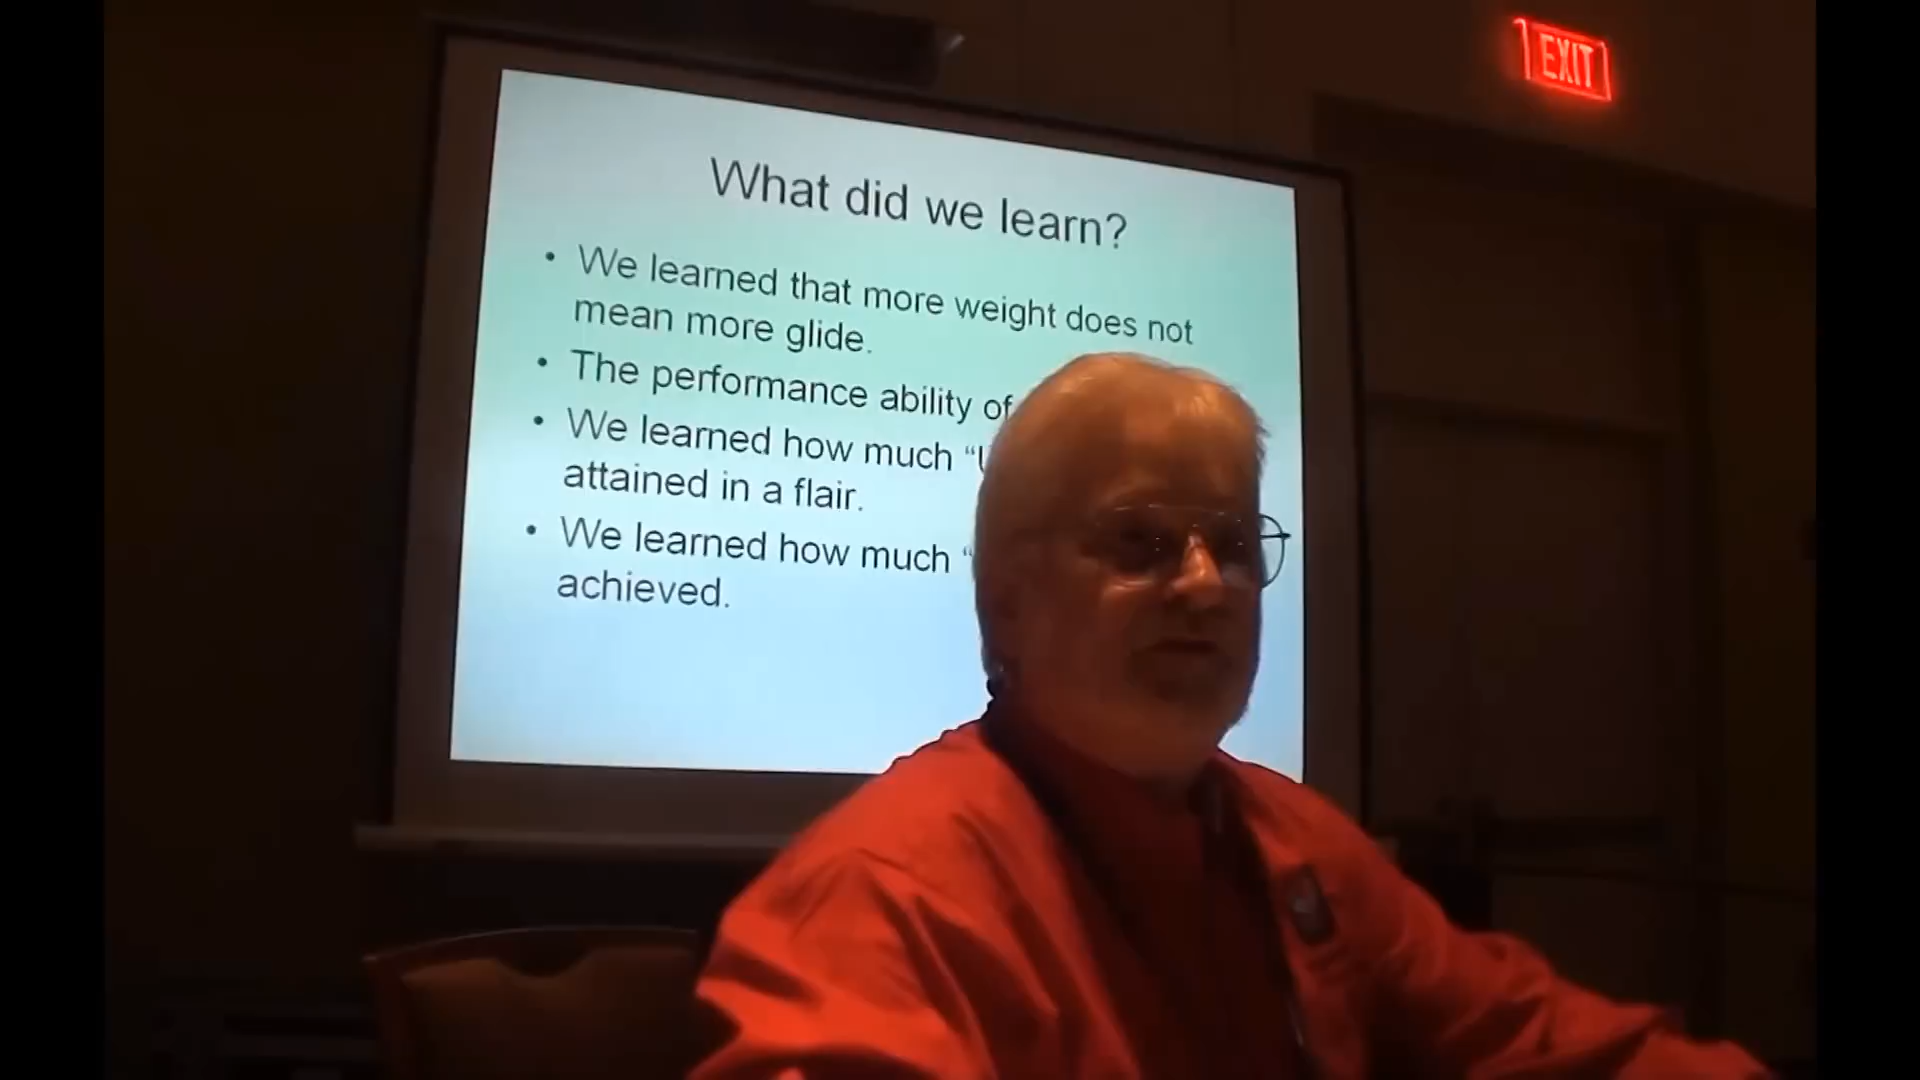 EXIT
What did we learn?
• We learned that more weight does not
mean more glide.
• The performance ability of
• We learned how much
attained in a flair.
• We learned how much “
achieved.